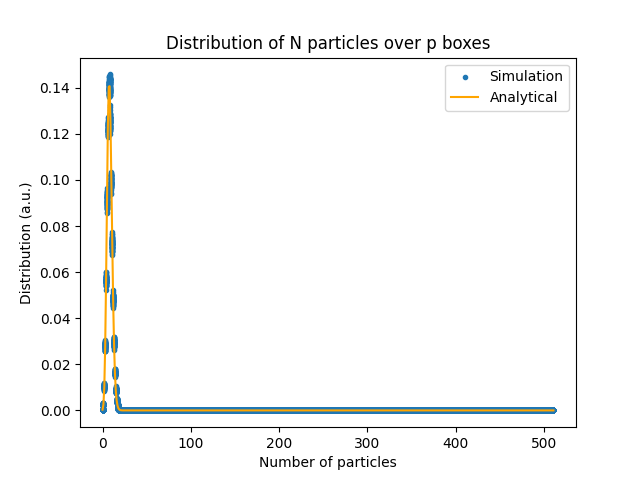 Distribution of N particles over p boxes
Simulation
Analytical
Distribution (a.u.)
0.14
0.12
0.10
0.08
0.06
0.04
0.02
0.00
0 100 200 300 400 500
Number of particles